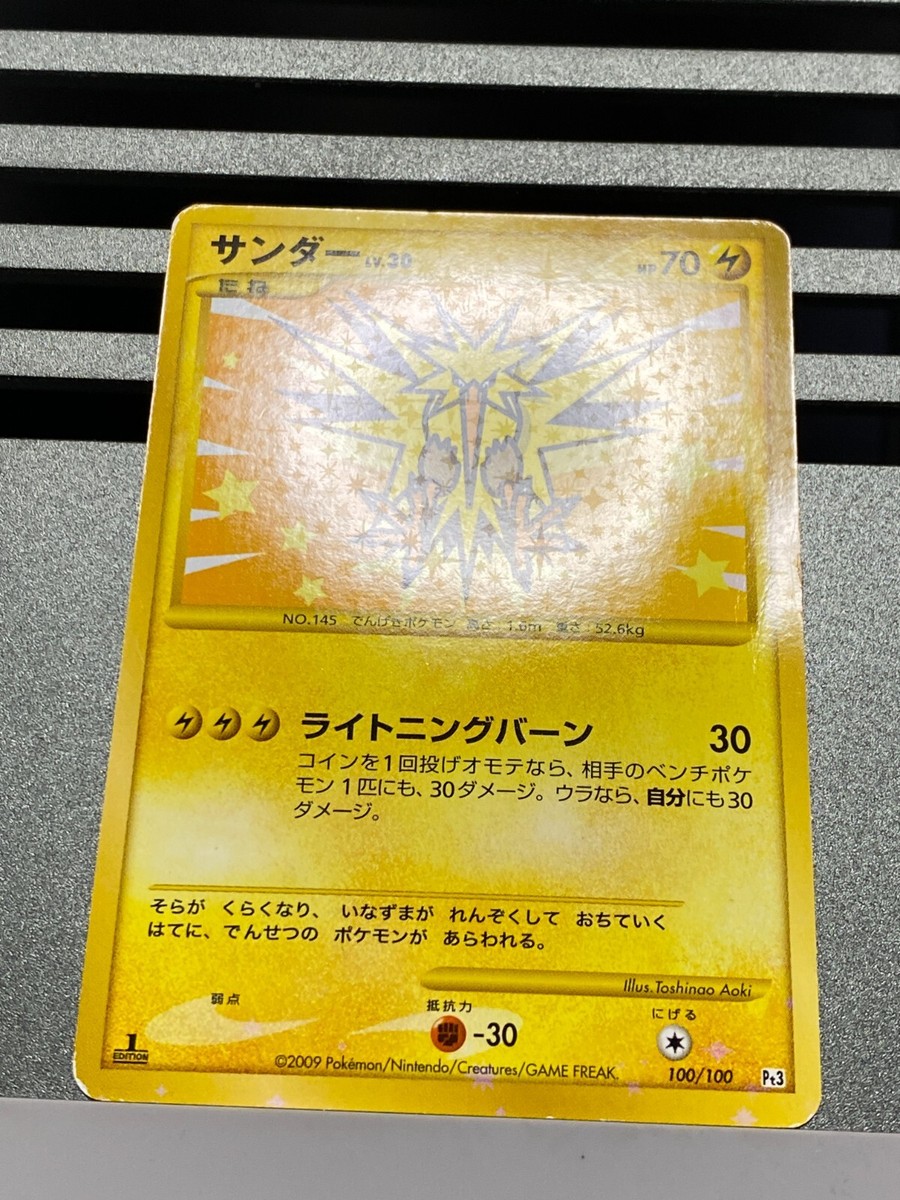 サンダー LV.30 HP70
たね
NO.145 でんげきポケモン 高さ:1.6m 重さ:52.6kg
ライトニングバーン 30
コインを1回投げオモテなら、相手のベンチポケ
モン1匹にも、30ダメージ。ウラなら、自分にも30
ダメージ。
そらが くらくなり、 いなずまが れんぞくして おちていく
はてに、でんせつの ポケモンが あらわれる。
Illus.Toshinao Aoki
弱点 抵抗力 にげる
-30
1 EDITION
©2009 Pokémon/Nintendo/Creatures/GAME FREAK.
100/100 Pt3